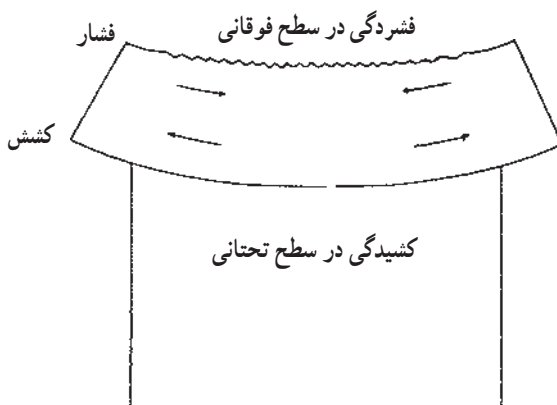 فشردگی در سطح فوقانی
فشار
کشش
کشیدگی در سطح تحتانی